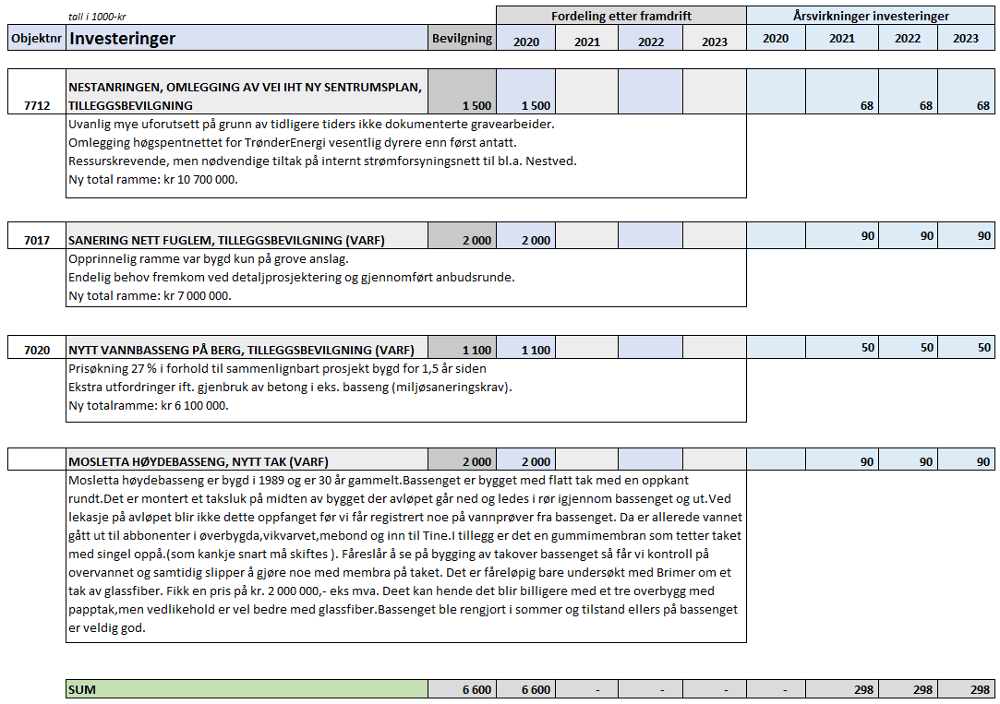 tall i 1000-kr
Fordeling etter framdrift Årsvirkninger investeringer
Objektnr Investeringer Bevilgning 2020 2021 2022 2023 2020 2021 2022 2023
NESTANRINGEN, OMLEGGING AV VEI IHT NY SENTRUMSPLAN,
7712 TILLEGGSBEVILGNING 1 500 1 500 68 68 68
Uvanlig mye uforutsett på grunn av tidligere tiders ikke dokumenterte gravearbeider.
Omlegging høgspentnettet for TrønderEnergi vesentlig dyrere enn først antatt.
Ressurskrevende, men nødvendige tiltak på internt strømforsyningsnett til bl.a. Nestved.
Ny total ramme: kr 10 700 000.
7017 SANERING NETT FUGLEM, TILLEGGSBEVILGNING (VARF) 2 000 2 000 90 90 90
Opprinnelig ramme var bygd kun på grove anslag.
Endelig behov fremkom ved detaljprosjektering og gjennomført anbudsrunde.
Ny total ramme: kr 7 000 000.
7020 NYTT VANNBASSENG PÅ BERG, TILLEGGSBEVILGNING (VARF) 1 100 1 100 50 50 50
Prisøkning 27 % i forhold til sammenlignbart prosjekt bygd for 1,5 år siden
Ekstra utfordringer ift. gjenbruk av betong i eks. basseng (miljøsaneringskrav).
Ny totalramme: kr 6 100 000.
MOSLETTA HØYDEBASSENG, NYTT TAK (VARF) 2 000 2 000 - - - 90 90 90
Mosletta høydebasseng er bygd i 1989 og er 30 år gammelt.Bassenget er bygget med flatt tak med en oppkant
rundt.Det er montert et taksluk på midten av bygget der avløpet går ned og ledes i rør igjennom bassenget og ut.Ved
lekasje på avløpet blir ikke dette oppfanget før vi får registrert noe på vannprøver fra bassenget. Da er allerede vannet
gått ut til abbonenter i øverbygda,vikvarvet,mebond og inn til Tine.I tillegg er det en gummimembran som tetter taket
med singel oppå.(som kankje snart må skiftes ). Fåreslår å se på bygging av takover bassenget så får vi kontroll på
overvannet og samtidig slipper å gjøre noe med membra på taket. Det er fåreløpig bare undersøkt med Brimer om et
tak av glassfiber. Fikk en pris på kr. 2 000 000,- eks mva. Deet kan hende det blir billigere med et tre overbygg med
papptak,men vedlikehold er vel bedre med glassfiber.Bassenget ble rengjort i sommer og tilstand ellers på bassenget
er veldig god.
SUM 6 600 6 600 - - - - 298 298 298